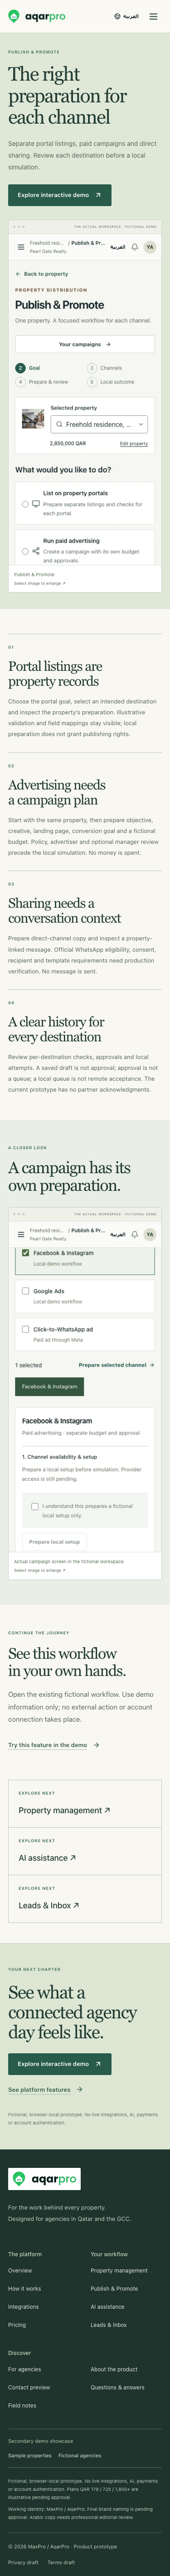 aqarpro
العربية
PUBLISH & PROMOTE
The right
preparation for
each channel
Separate portal listings, paid campaigns and direct
sharing. Review each destination before a local
simulation.
Explore interactive demo ↗
THE ACTUAL WORKSPACE · FICTIONAL DEMO
Freehold resi... / Publish & Pr...
Pearl Gate Realty
العربية
YA
← Back to property
PROPERTY DISTRIBUTION
Publish & Promote
One property. A focused workflow for each channel.
Your campaigns →
2 Goal
3 Channels
4 Prepare & review
5 Local outcome
Selected property
Freehold residence, ...
2,850,000 QAR
Edit property
What would you like to do?
List on property portals
Prepare separate listings and checks for
each portal.
Run paid advertising
Create a campaign with its own budget
and approvals.
Publish & Promote
Select image to enlarge ↗
01
Portal listings are
property records
Choose the portal goal, select an intended destination
and inspect the property's preparation. Illustrative
validation and field mappings stay visible; local
preparation does not grant publishing rights.
02
Advertising needs
a campaign plan
Start with the same property, then prepare objective,
creative, landing page, conversion goal and a fictional
budget. Policy, advertiser and optional manager review
precede the local simulation. No money is spent.
03
Sharing needs a
conversation context
Prepare direct-channel copy and inspect a property-
linked message. Official WhatsApp eligibility, consent,
recipient and template requirements need production
verification. No message is sent.
04
A clear history for
every destination
Review per-destination checks, approvals and local
attempts. A saved draft is not approval; approval is not
a queue; a local queue is not remote acceptance. The
current prototype has no partner acknowledgments.
A CLOSER LOOK
A campaign has its
own preparation.
THE ACTUAL WORKSPACE · FICTIONAL DEMO
Freehold resi... / Publish & Pr...
Pearl Gate Realty
العربية
YA
Facebook & Instagram
Local demo workflow
Google Ads
Local demo workflow
Click-to-WhatsApp ad
Paid ad through Meta
1 selected
Prepare selected channel →
Facebook & Instagram
Facebook & Instagram
Paid advertising · separate budget and approval
1. Channel availability & setup
Prepare a local setup before simulation. Provider
access is still pending.
I understand this prepares a fictional
local setup only.
Prepare local setup
Actual campaign screen in the fictional workspace
Select image to enlarge ↗
CONTINUE THE JOURNEY
See this workflow
in your own hands.
Open the existing fictional workflow. Use demo
information only; no external action or account
connection takes place.
Try this feature in the demo →
EXPLORE NEXT
Property management ↗
EXPLORE NEXT
AI assistance ↗
EXPLORE NEXT
Leads & Inbox ↗
YOUR NEXT CHAPTER
See what a
connected agency
day feels like.
Explore interactive demo ↗
See platform features →
Fictional, browser-local prototype. No live integrations, AI, payments
or account authentication.
aqarpro
For the work behind every property.
Designed for agencies in Qatar and the GCC.
The platform
Overview
How it works
Integrations
Pricing
Your workflow
Property management
Publish & Promote
AI assistance
Leads & Inbox
Discover
For agencies
About the product
Contact preview
Questions & answers
Field notes
Secondary demo showcase
Sample properties
Fictional agencies
Fictional, browser-local prototype. No live integrations, AI, payments
or account authentication. Plans QAR 179 / 725 / 1,800+ are
illustrative pending approval.
Working identity: MaxPro / AqarPro. Final brand naming is pending
approval. Arabic copy needs professional editorial review.
© 2026 MaxPro / AqarPro · Product prototype
Privacy draft
Terms draft